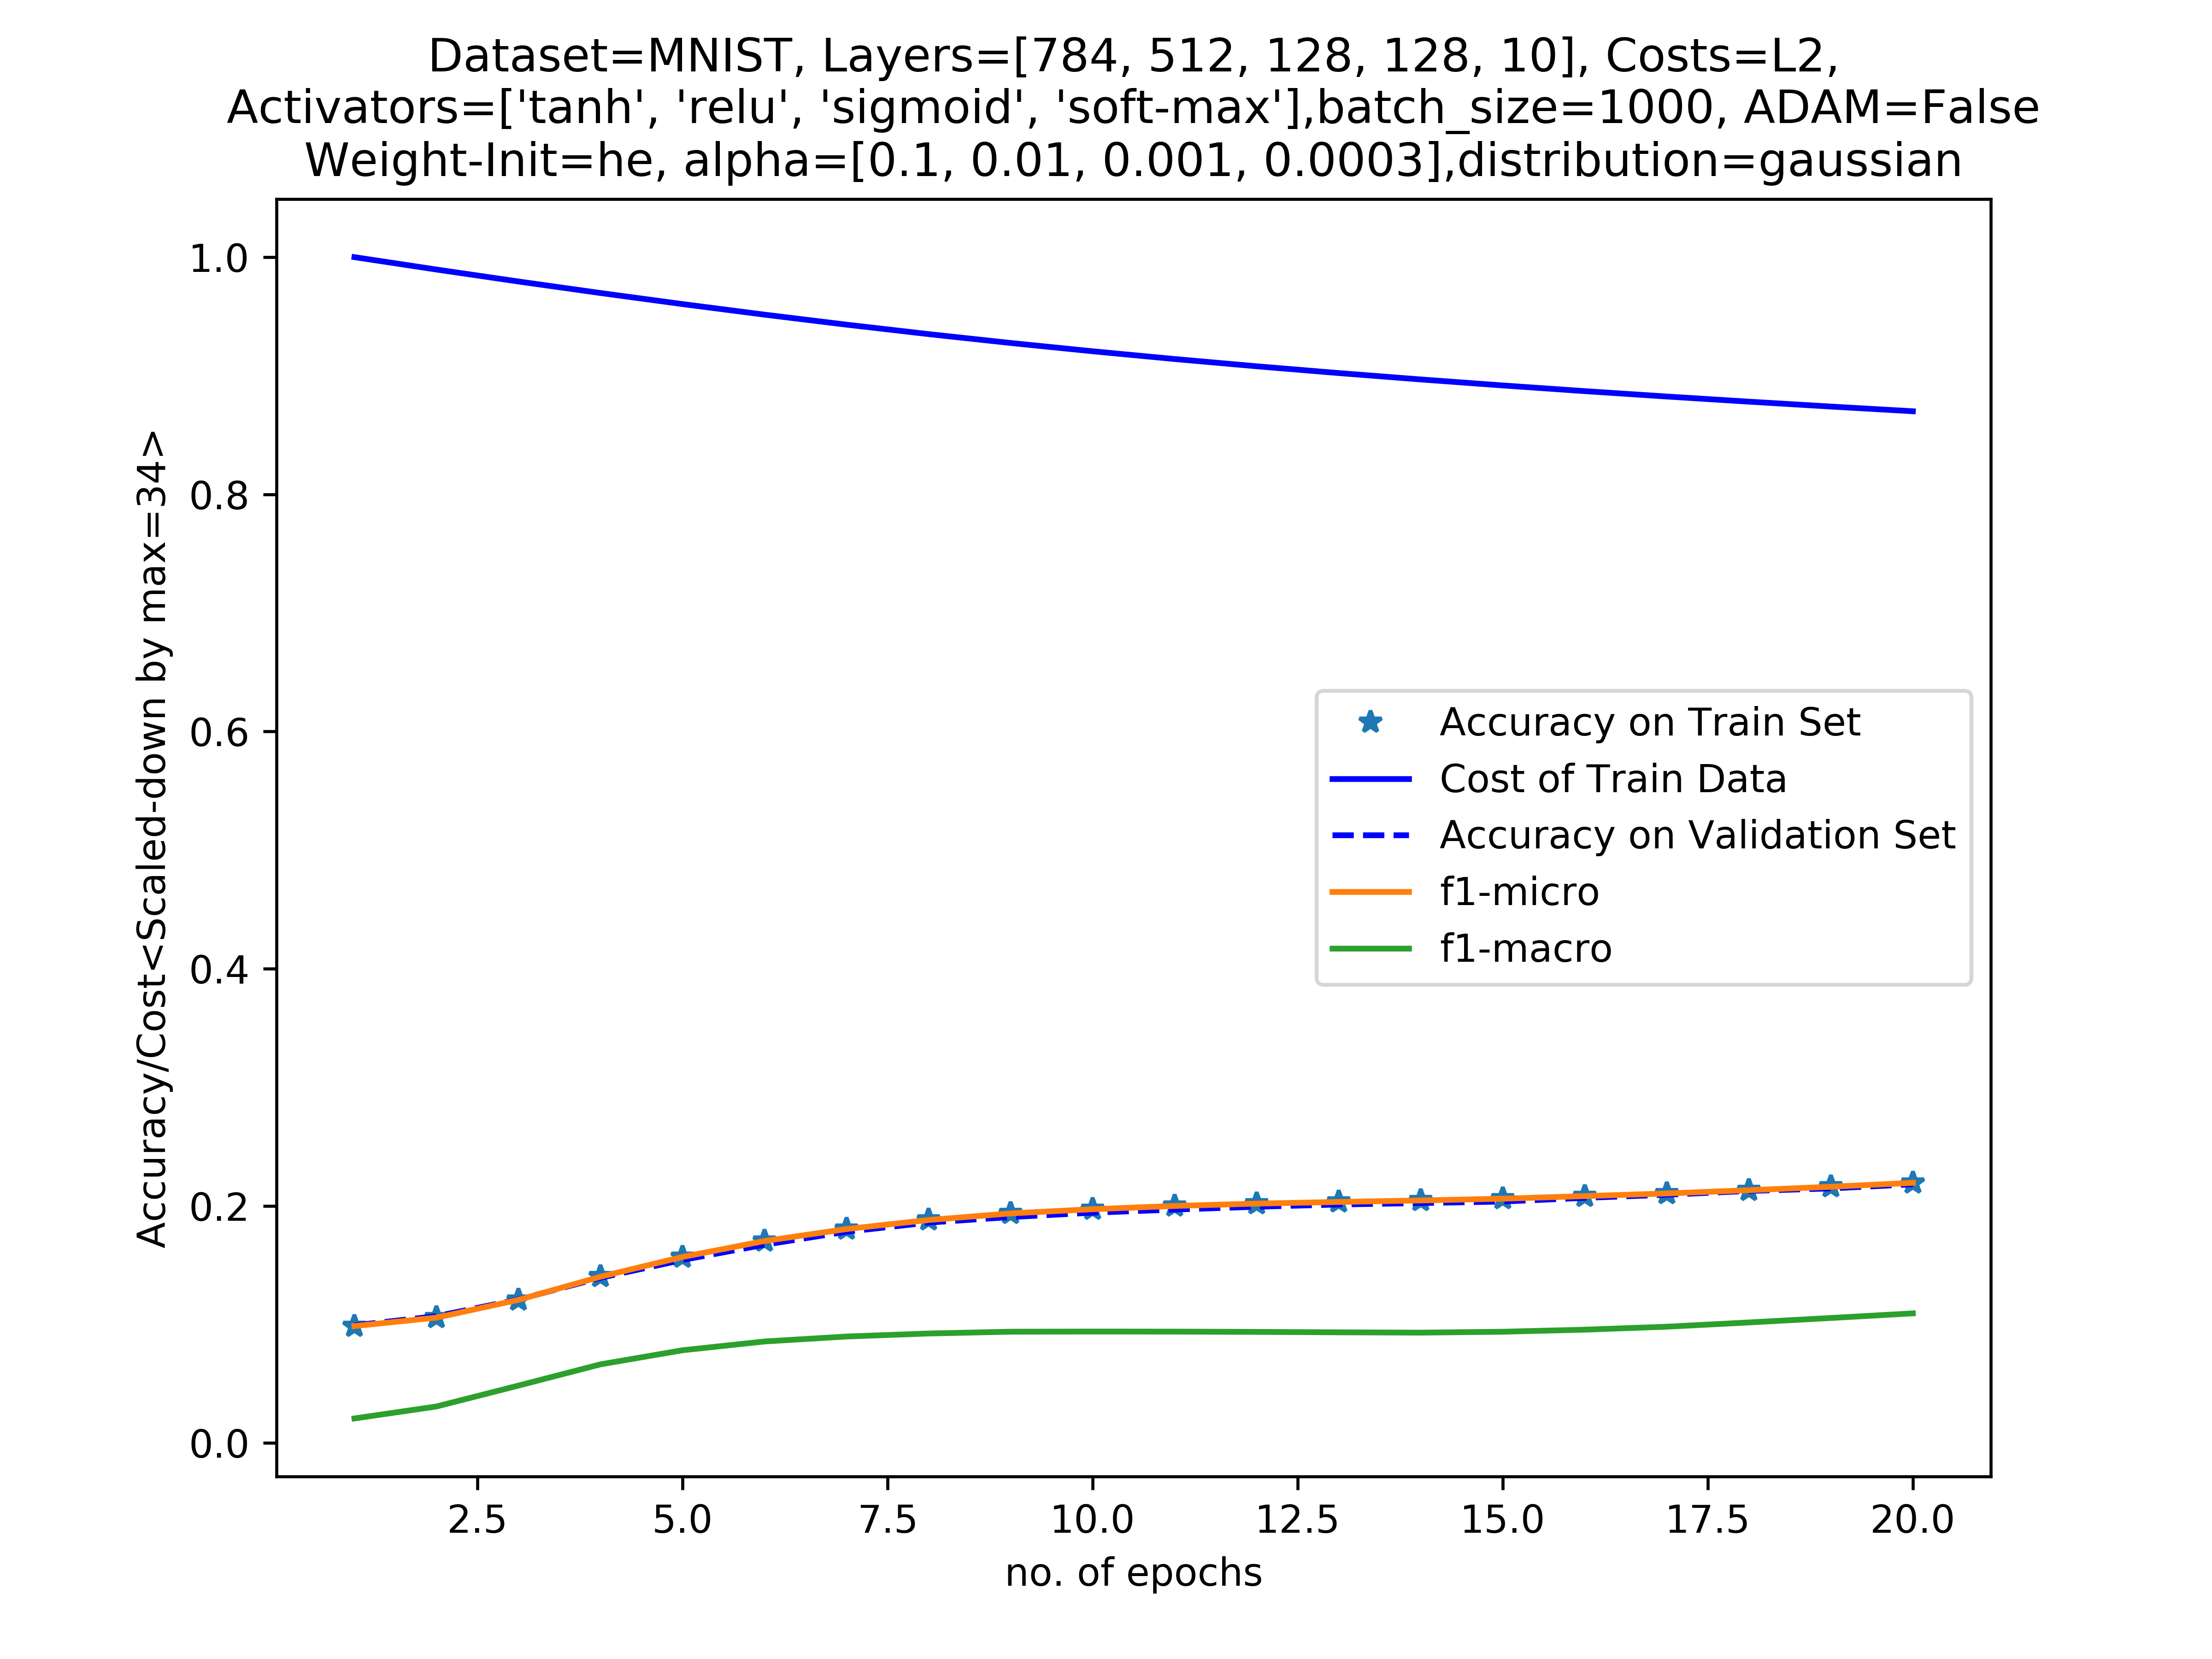 Dataset=MNIST, Layers=[784, 512, 128, 128, 10], Costs=L2,
Activators=['tanh', 'relu', 'sigmoid', 'soft-max'],batch_size=1000, ADAM=False
Weight-Init=he, alpha=[0.1, 0.01, 0.001, 0.0003],distribution=gaussian
Accuracy/Cost<Scaled-down by max=34>
1.0
0.8
0.6
0.4
0.2
0.0
Accuracy on Train Set
Cost of Train Data
Accuracy on Validation Set
f1-micro
f1-macro
2.5 5.0 7.5 10.0 12.5 15.0 17.5 20.0
no. of epochs